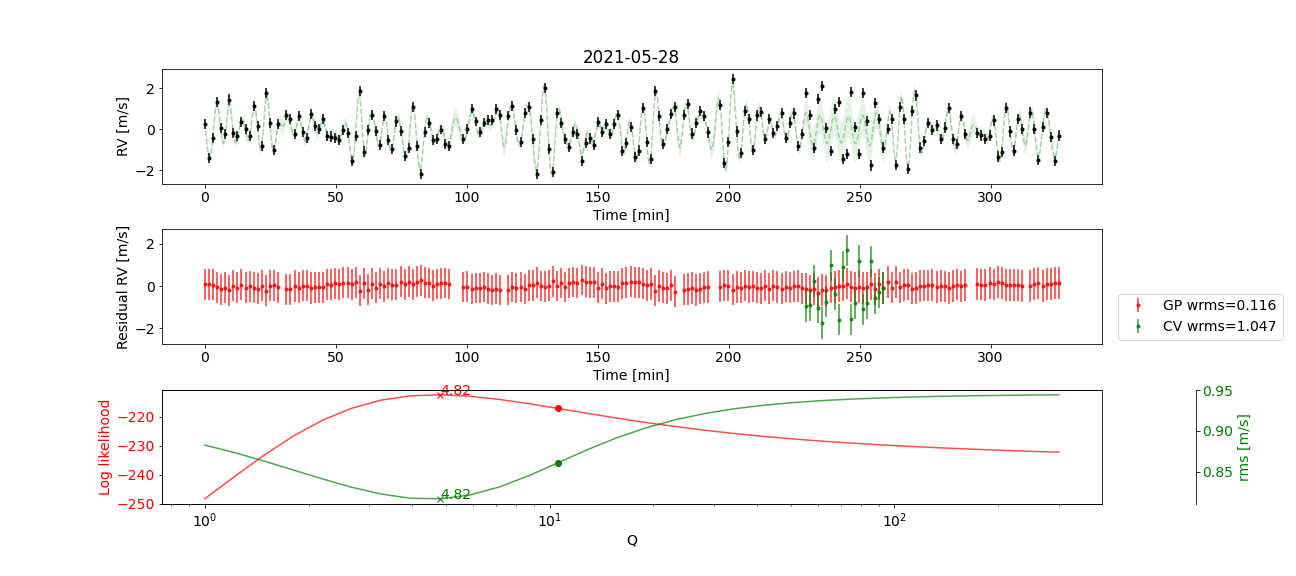 2021-05-28
RV [m/s]
2
0
−2
0 50 100 150 200 250 300
Time [min]
Residual RV [m/s]
2
0
−2
0 50 100 150 200 250 300
Time [min]
GP wrms=0.116
CV wrms=1.047
Log likelihood
−220
−230
−240
−250
4.82
4.82
0.95
0.90
0.85
rms [m/s]
10⁰ 10¹ 10²
Q